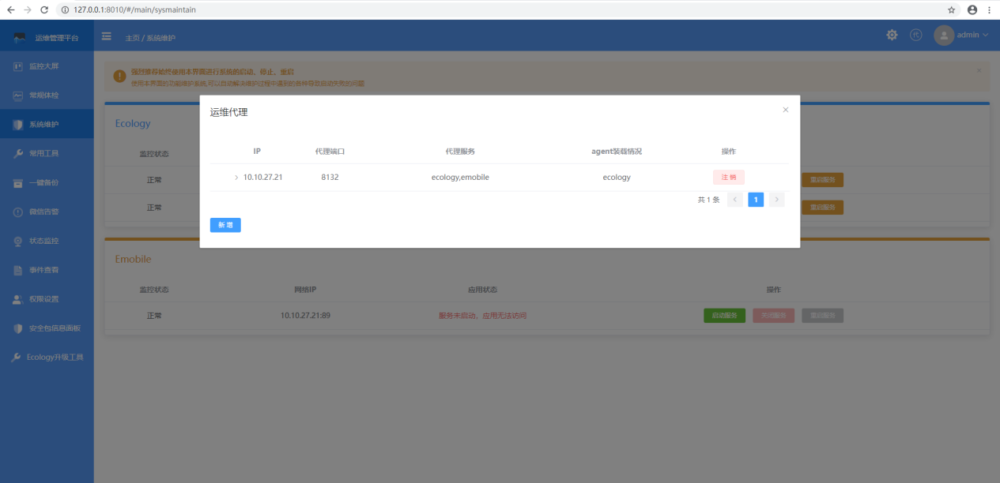 127.0.0.1:8010/#/main/sysmaintain
运维管理平台
主页 / 系统维护
代
admin
监控大屏
常规体检
系统维护
常用工具
一键备份
微信告警
状态监控
事件查看
权限设置
安全包信息面板
Ecology升级工具
强烈推荐始终使用本界面进行系统的启动、停止、重启
使用本界面的功能维护系统,可以自动解决维护过程中遇到的各种导致启动失败的问题
Ecology
监控状态
正常
重启服务
正常
重启服务
运维代理
IP 代理端口 代理服务 agent装载情况 操作
10.10.27.21 8132 ecology,emobile ecology 注 销
共 1 条 1
新 增
Emobile
监控状态 网络IP 应用状态 操作
正常 10.10.27.21:89 服务未启动，应用无法访问 启动服务 关闭服务 重启服务